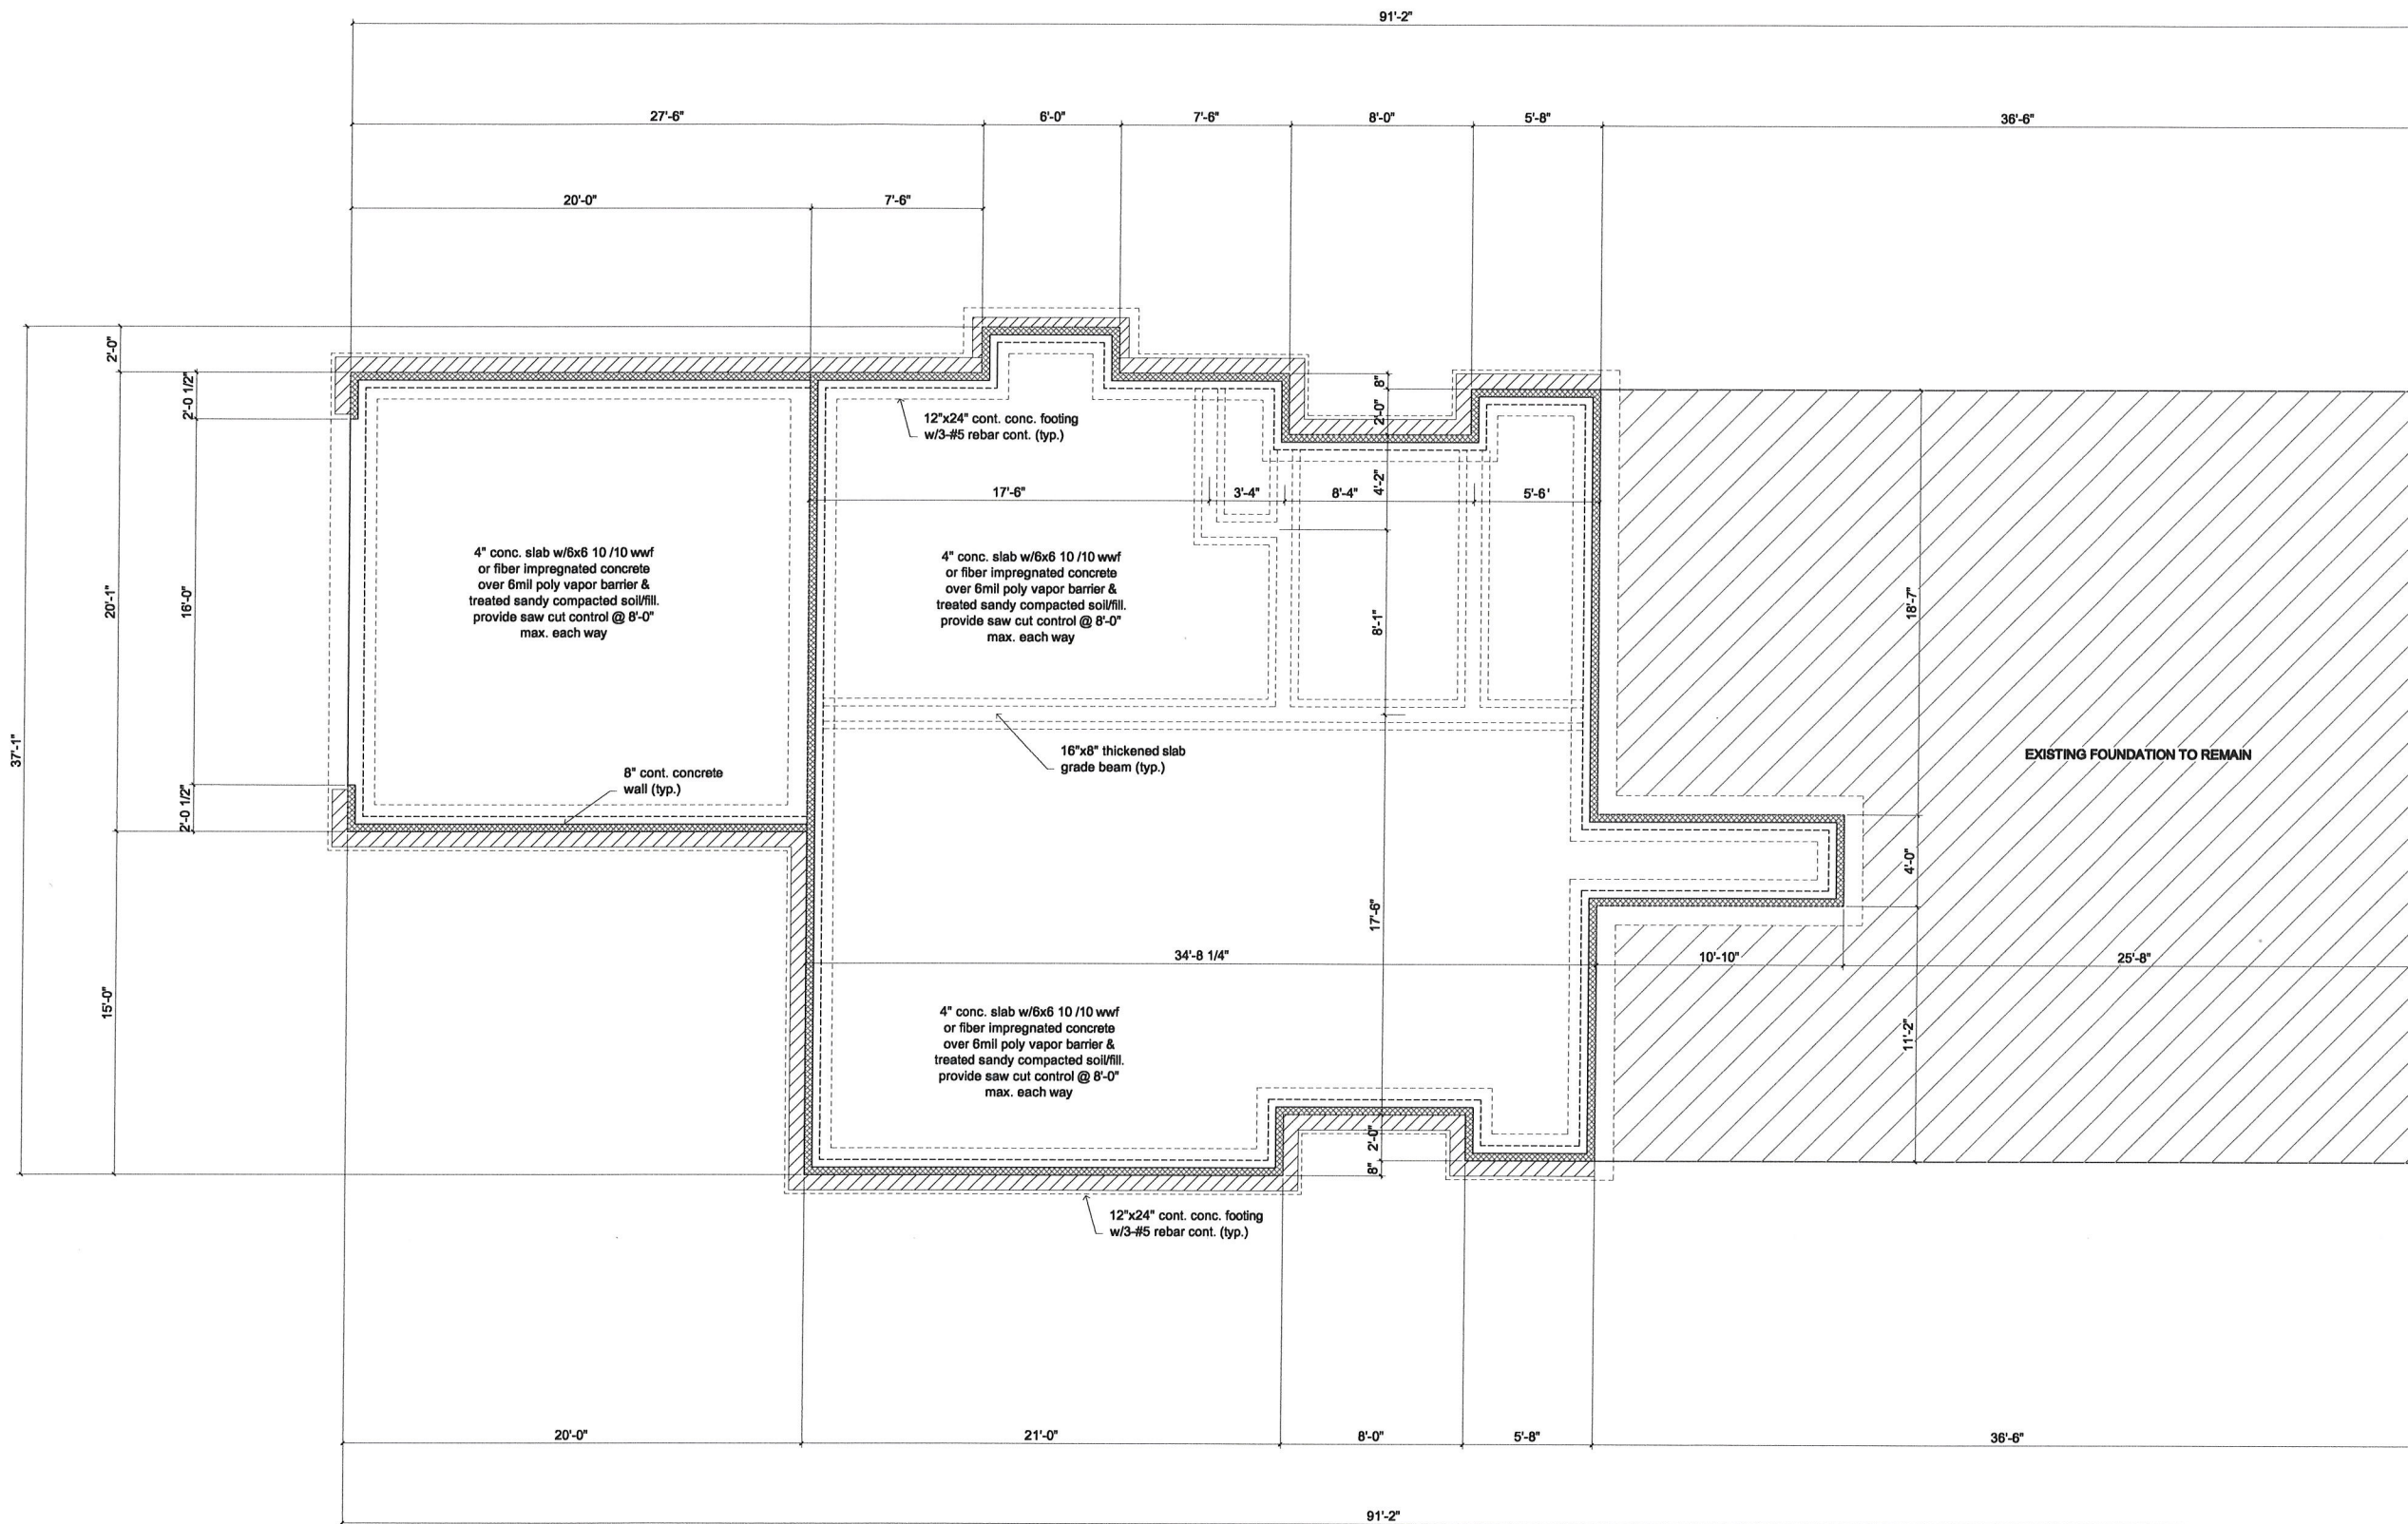 91'-2"
27'-6"
6'-0"
7'-6"
8'-0"
5'-8"
36'-6"
20'-0"
7'-6"
2'-0"
2'-0 1/2"
8"
2'-0"
12"x24" cont. conc. footing
w/3-#5 rebar cont. (typ.)
4'-2"
17'-6"
3'-4"
8'-4"
5'-6'
4" conc. slab w/6x6 10 /10 wwf
or fiber impregnated concrete
over 6mil poly vapor barrier &
treated sandy compacted soil/fill.
provide saw cut control @ 8'-0"
max. each way
4" conc. slab w/6x6 10 /10 wwf
or fiber impregnated concrete
over 6mil poly vapor barrier &
treated sandy compacted soil/fill.
provide saw cut control @ 8'-0"
max. each way
20'-1"
16'-0"
8'-1"
18'-7"
37'-1"
16"x8" thickened slab
grade beam (typ.)
EXISTING FOUNDATION TO REMAIN
8" cont. concrete
wall (typ.)
2'-0 1/2"
4'-0"
17'-6"
34'-8 1/4"
10'-10"
25'-8"
15'-0"
4" conc. slab w/6x6 10 /10 wwf
or fiber impregnated concrete
over 6mil poly vapor barrier &
treated sandy compacted soil/fill.
provide saw cut control @ 8'-0"
max. each way
11'-2"
2'-0"
8"
12"x24" cont. conc. footing
w/3-#5 rebar cont. (typ.)
20'-0"
21'-0"
8'-0"
5'-8"
36'-6"
91'-2"